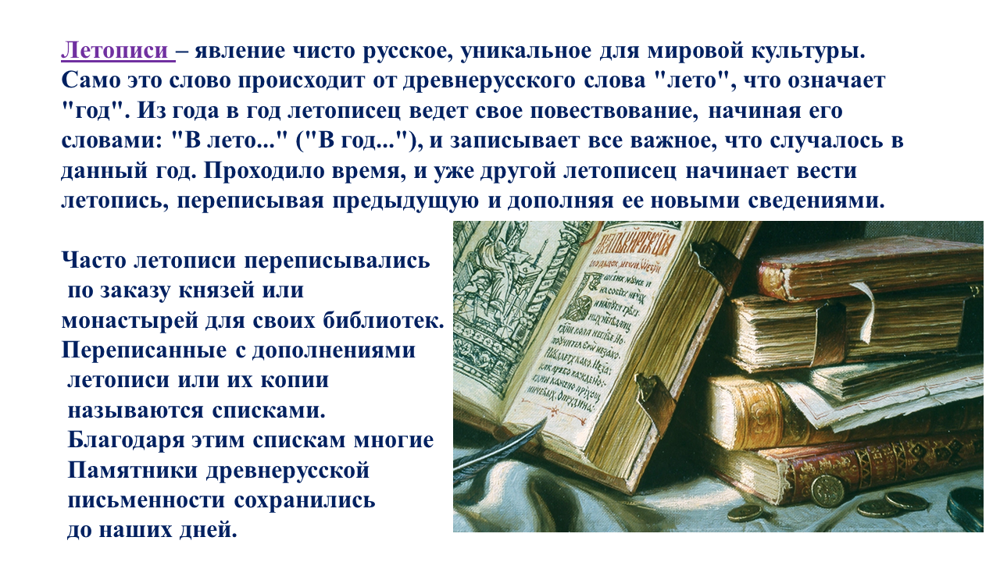 Летописи – явление чисто русское, уникальное для мировой культуры.
Само это слово происходит от древнерусского слова "лето", что означает
"год". Из года в год летописец ведет свое повествование, начиная его
словами: "В лето..." ("В год..."), и записывает все важное, что случалось в
данный год. Проходило время, и уже другой летописец начинает вести
летопись, переписывая предыдущую и дополняя ее новыми сведениями.
Часто летописи переписывались
по заказу князей или
монастырей для своих библиотек.
Переписанные с дополнениями
летописи или их копии
называются списками.
Благодаря этим спискам многие
Памятники древнерусской
письменности сохранились
до наших дней.